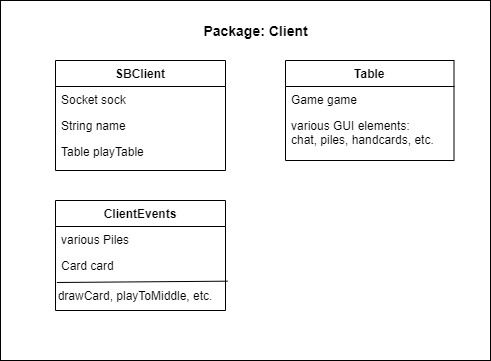 Package: Client
SBClient
Socket sock
String name
Table playTable
Table
Game game
various GUI elements:
chat, piles, handcards, etc.
ClientEvents
various Piles
Card card
drawCard, playToMiddle, etc.